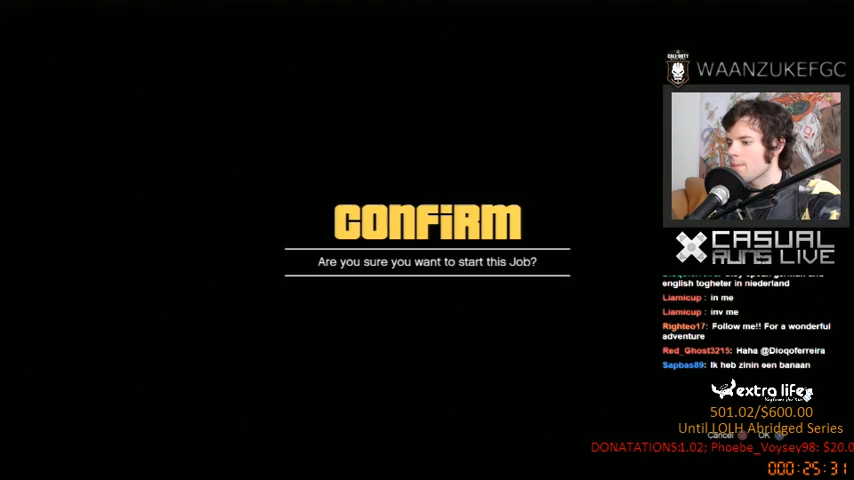 WAANZUKEFGC
CONFIRM
Are you sure you want to start this Job?
CASUAL
RUNS LIVE
english togheter in niederland
Liamicup : in me
Liamicup : inv me
Righteo17: Follow me!! For a wonderful
adventure
Red_Ghost3215: Haha @Dioqoferreira
Sapbas89: Ik heb zinin een banaan
extra life
501.02/$600.00
Until LOLH Abridged Series
Cancel OK
DONATATIONS:1.02; Phoebe_Voysey98: $20.0
000:25:31